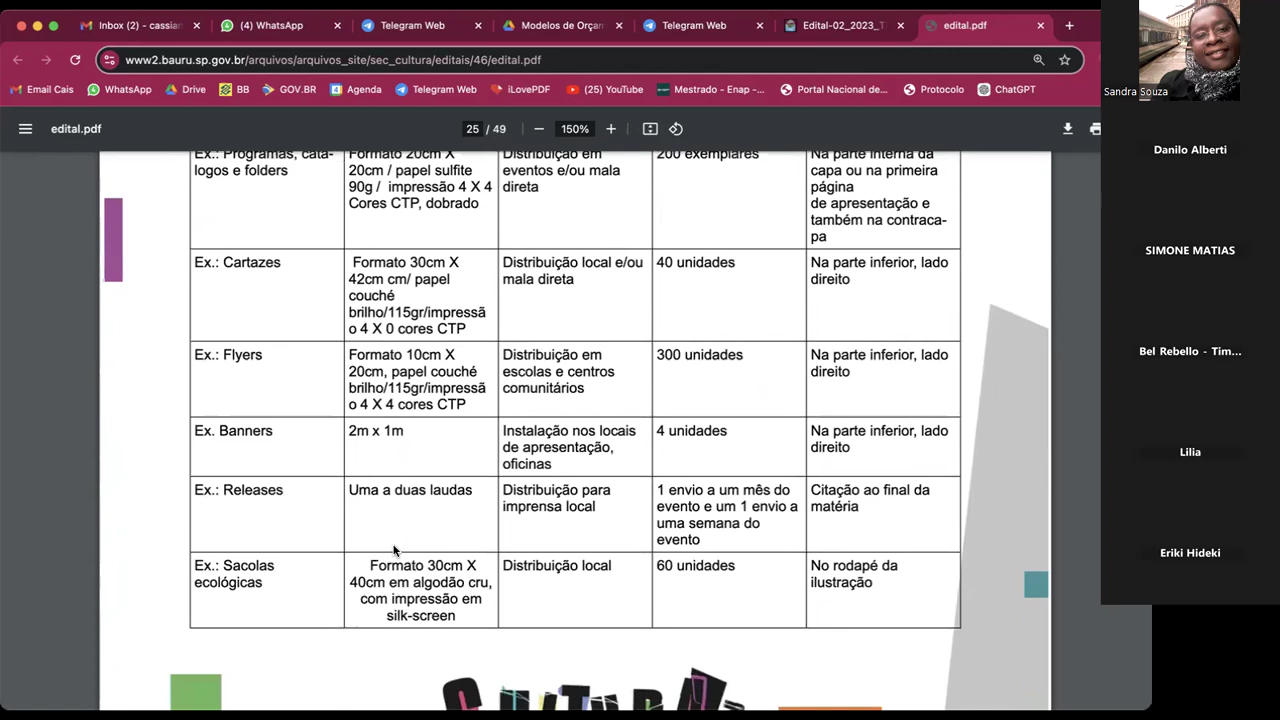 Inbox (2) - cassian
(4) WhatsApp
Telegram Web
Modelos de Orçan
Telegram Web
Edital-02_2023_T
edital.pdf
www2.bauru.sp.gov.br/arquivos/arquivos_site/sec_cultura/editais/46/edital.pdf
Email Cais
WhatsApp
Drive
BB
GOV.BR
Agenda
Telegram Web
iLovePDF
(25) YouTube
Mestrado - Enap -...
Portal Nacional de...
Protocolo
ChatGPT
edital.pdf
25 / 49
150%
Ex.: Programas, catá-
logos e folders
Formato 20cm X
20cm / papel sulfite
90g / impressão 4 X 4
Cores CTP, dobrado
Distribuição em
eventos e/ou mala
direta
200 exemplares
Na parte interna da
capa ou na primeira
página
de apresentação e
também na contraca-
pa
Ex.: Cartazes
Formato 30cm X
42cm cm/ papel
couché
brilho/115gr/impressã
o 4 X 0 cores CTP
Distribuição local e/ou
mala direta
40 unidades
Na parte inferior, lado
direito
Ex.: Flyers
Formato 10cm X
20cm, papel couché
brilho/115gr/impressã
o 4 X 4 cores CTP
Distribuição em
escolas e centros
comunitários
300 unidades
Na parte inferior, lado
direito
Ex. Banners
2m x 1m
Instalação nos locais
de apresentação,
oficinas
4 unidades
Na parte inferior, lado
direito
Ex.: Releases
Uma a duas laudas
Distribuição para
imprensa local
1 envio a um mês do
evento e um 1 envio a
uma semana do
evento
Citação ao final da
matéria
Ex.: Sacolas
ecológicas
Formato 30cm X
40cm em algodão cru,
com impressão em
silk-screen
Distribuição local
60 unidades
No rodapé da
ilustração
Sandra Souza
Danilo Alberti
SIMONE MATIAS
Bel Rebello - Tim...
Lilia
Eriki Hideki